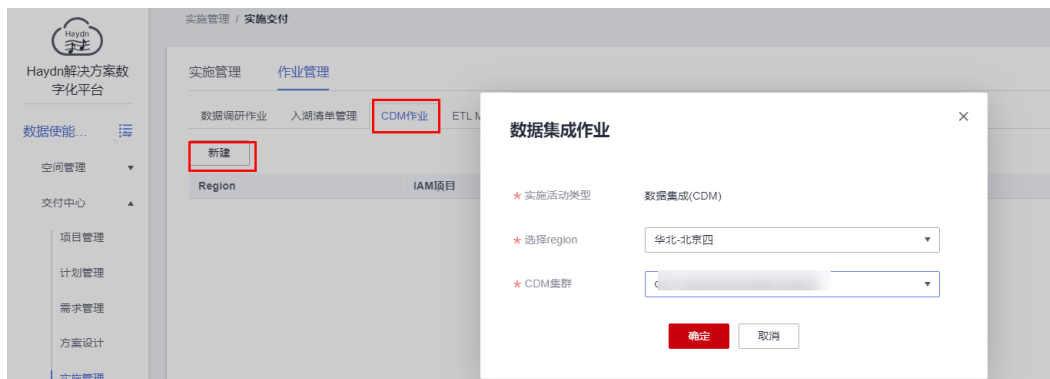 实施管理 / 实施交付
Haydn
Haydn解决方案数
字化平台
数据使能...
空间管理
交付中心
项目管理
计划管理
需求管理
方案设计
实施管理
实施管理 作业管理
数据调研作业 入湖清单管理 CDM作业 ETL
新建
Region IAM项目
数据集成作业
* 实施活动类型 数据集成(CDM)
* 选择region 华北-北京四
* CDM集群
确定 取消